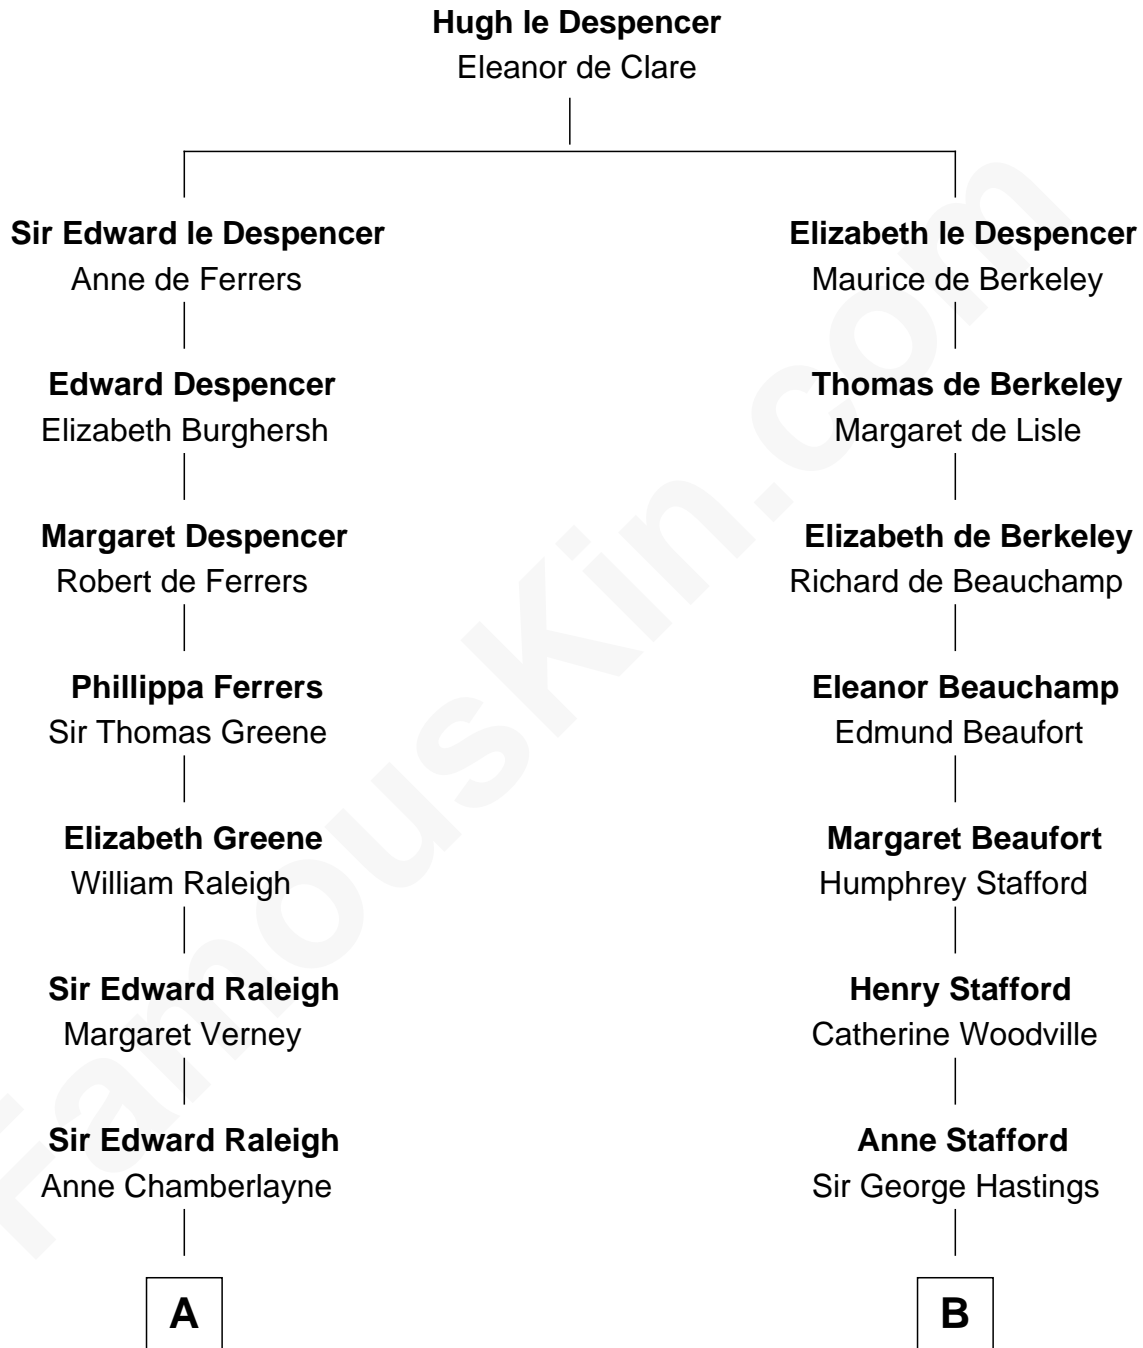 Hugh le Despencer
Eleanor de Clare
Sir Edward le Despencer
Anne de Ferrers
Elizabeth le Despencer
Maurice de Berkeley
Edward Despencer
Elizabeth Burghersh
Thomas de Berkeley
Margaret de Lisle
Margaret Despencer
Robert de Ferrers
Elizabeth de Berkeley
Richard de Beauchamp
Phillippa Ferrers
Sir Thomas Greene
Eleanor Beauchamp
Edmund Beaufort
Elizabeth Greene
William Raleigh
Margaret Beaufort
Humphrey Stafford
Sir Edward Raleigh
Margaret Verney
Henry Stafford
Catherine Woodville
Sir Edward Raleigh
Anne Chamberlayne
Anne Stafford
Sir George Hastings
A
B
FamousKin.com